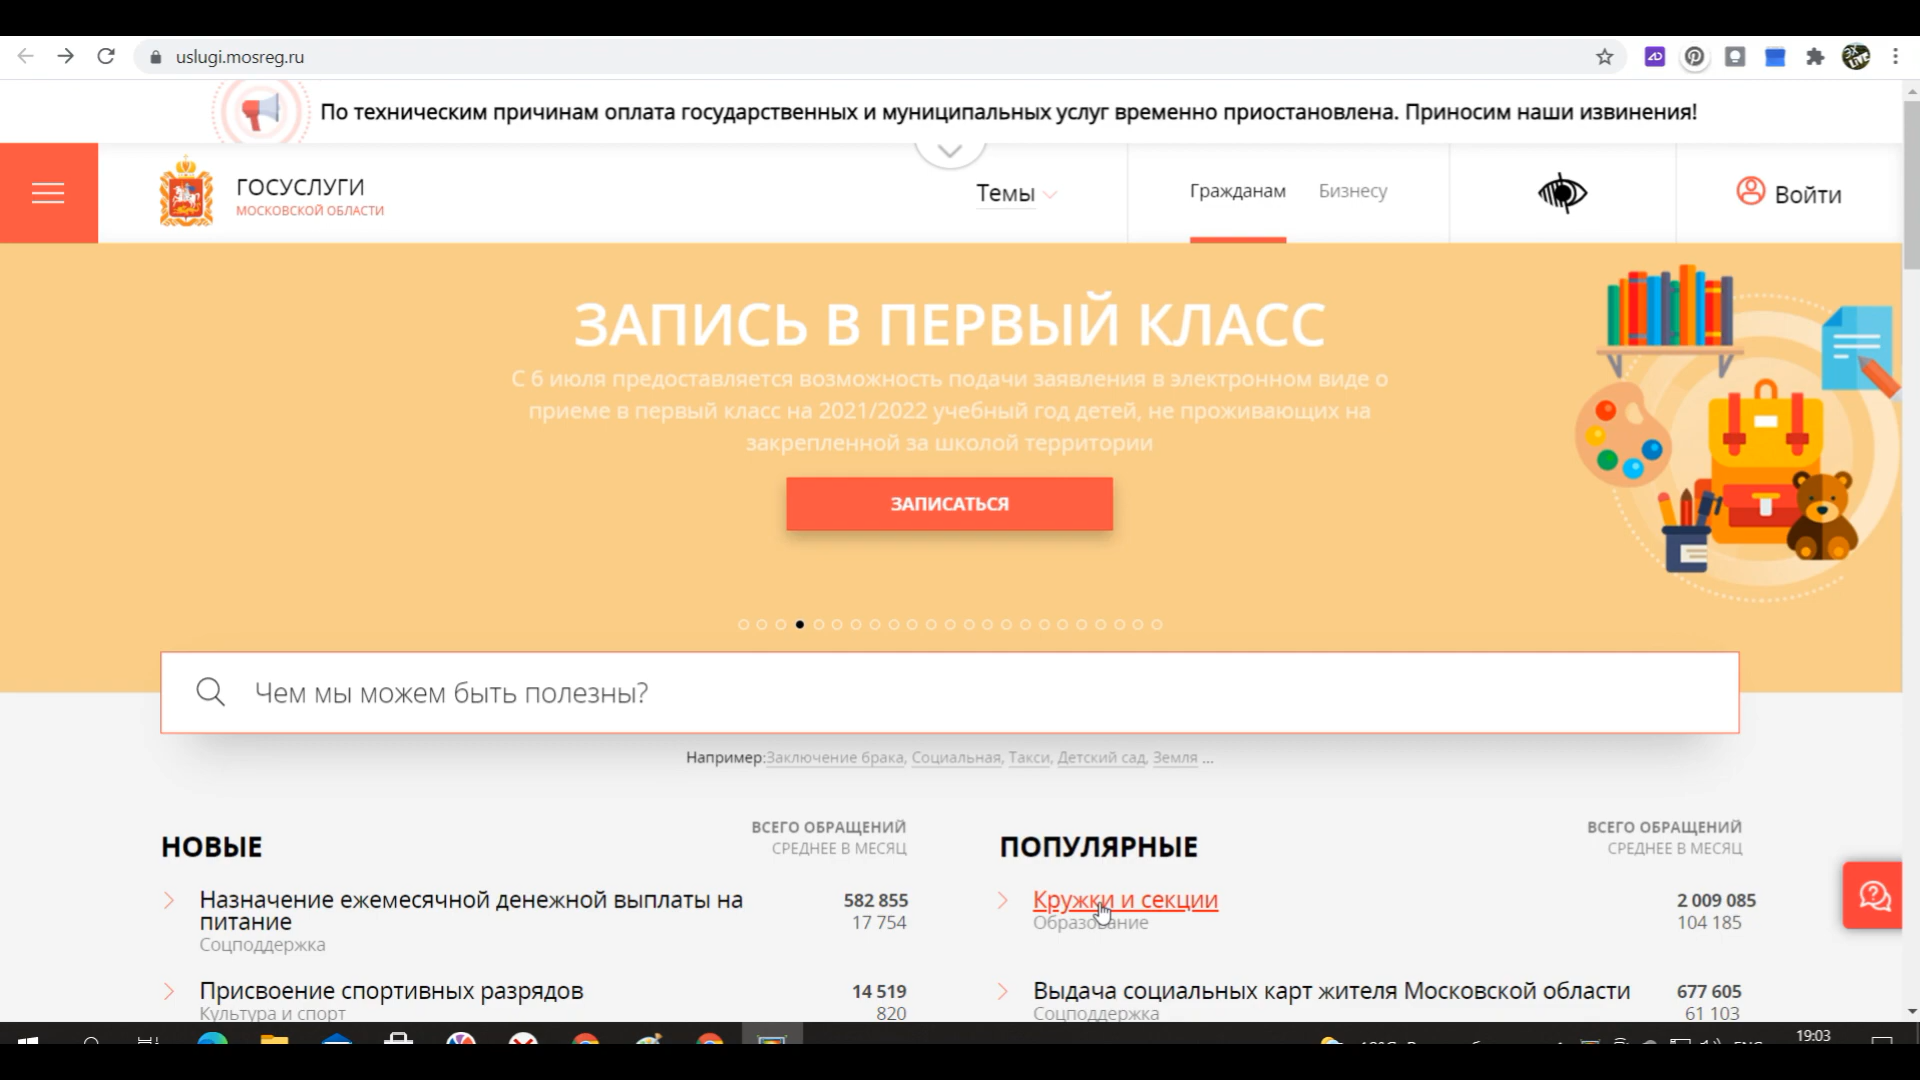 uslugi.mosreg.ru
По техническим причинам оплата государственных и муниципальных услуг временно приостановлена. Приносим наши извинения!
ГОСУСЛУГИ
МОСКОВСКОЙ ОБЛАСТИ
Темы
Гражданам
Бизнесу
Войти
ЗАПИСЬ В ПЕРВЫЙ КЛАСС
С 6 июля предоставляется возможность подачи заявления в электронном виде о
приеме в первый класс на 2021/2022 учебный год детей, не проживающих на
закрепленной за школой территории
ЗАПИСАТЬСЯ
Чем мы можем быть полезны?
Например:Заключение брака, Социальная, Такси, Детский сад, Земля ...
НОВЫЕ
ВСЕГО ОБРАЩЕНИЙ
СРЕДНЕЕ В МЕСЯЦ
Назначение ежемесячной денежной выплаты на
питание
Соцподдержка
582 855
17 754
Присвоение спортивных разрядов
Культура и спорт
14 519
820
ПОПУЛЯРНЫЕ
ВСЕГО ОБРАЩЕНИЙ
СРЕДНЕЕ В МЕСЯЦ
Кружки и секции
Образование
2 009 085
104 185
Выдача социальных карт жителя Московской области
Соцподдержка
677 605
61 103
19:03